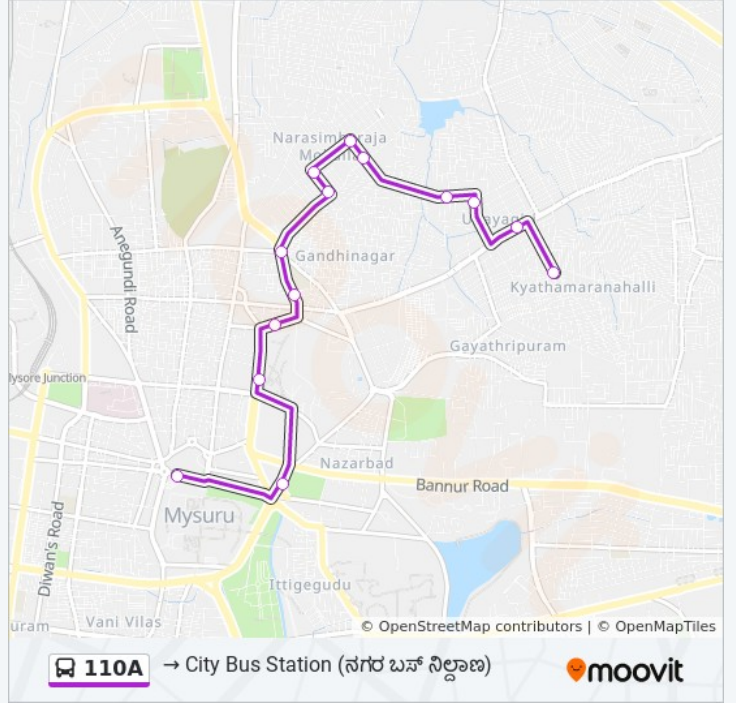 Narasimharaja
Mohalla
Anegundi Road
Gandhinagar
Udayagiri
Kyathamaranahalli
Gayathripuram
Mysore Junction
Nazarbad
Bannur Road
Mysuru
Diwan's Road
Ittigegudu
Vani Vilas
uram
© OpenStreetMap contributors | © OpenMapTiles
110A → City Bus Station (ನಗರ ಬಸ್ ನಿಲ್ದಾಣ)
moovit